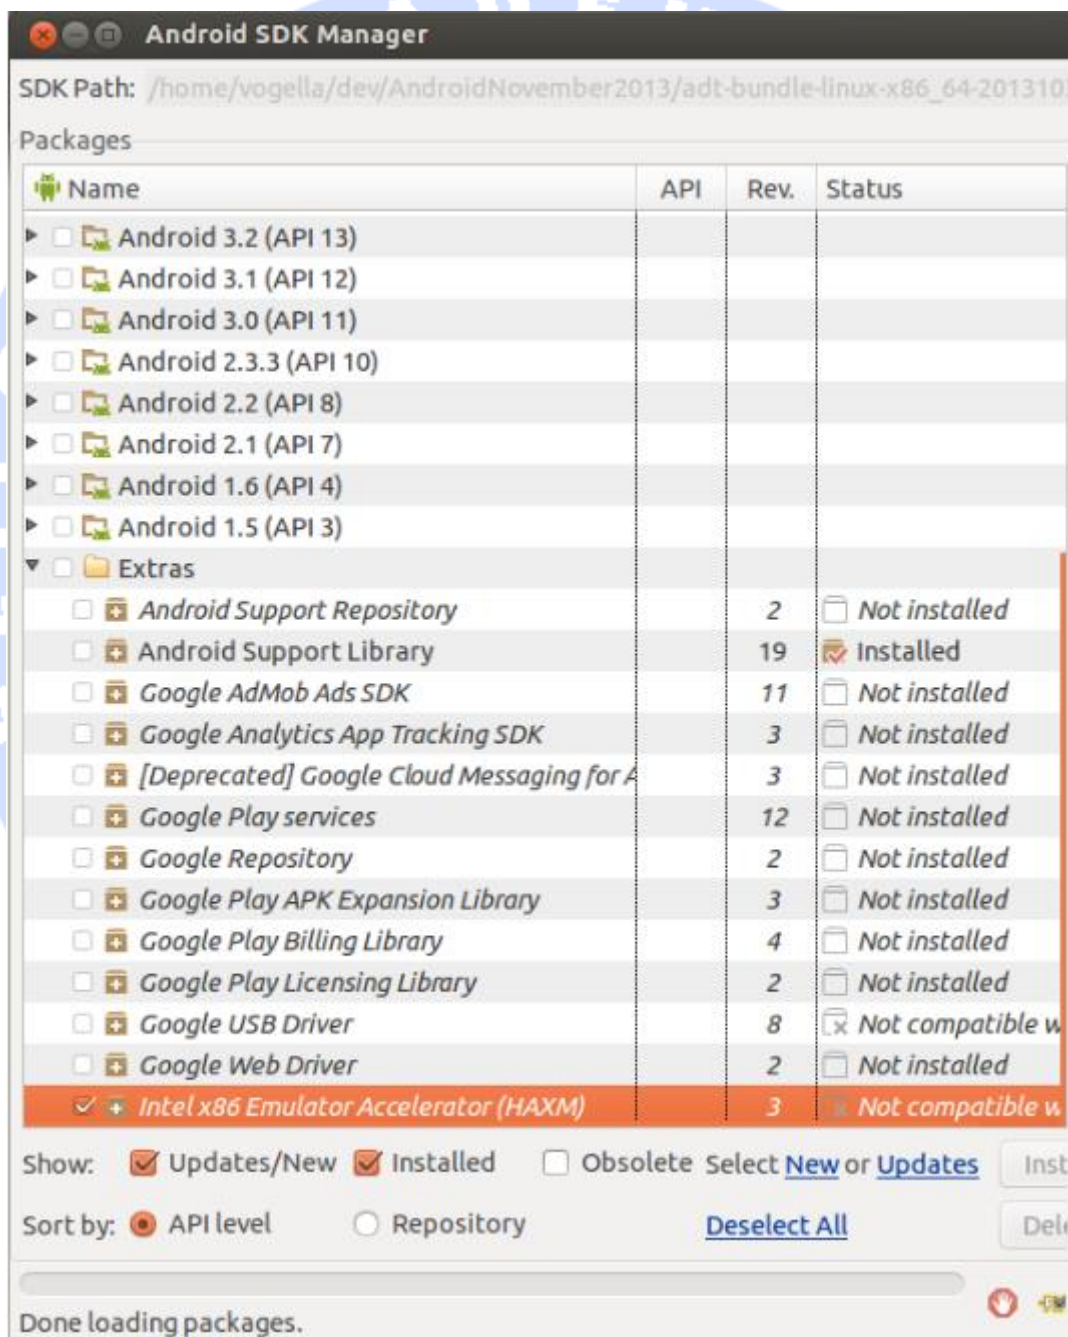 Android SDK Manager
SDK Path: /home/vogella/dev/AndroidNovember2013/adt-bundle-linux-x86_64-201310
Packages
Name API Rev. Status
Android 3.2 (API 13)
Android 3.1 (API 12)
Android 3.0 (API 11)
Android 2.3.3 (API 10)
Android 2.2 (API 8)
Android 2.1 (API 7)
Android 1.6 (API 4)
Android 1.5 (API 3)
Extras
Android Support Repository 2 Not installed
Android Support Library 19 Installed
Google AdMob Ads SDK 11 Not installed
Google Analytics App Tracking SDK 3 Not installed
[Deprecated] Google Cloud Messaging for A 3 Not installed
Google Play services 12 Not installed
Google Repository 2 Not installed
Google Play APK Expansion Library 3 Not installed
Google Play Billing Library 4 Not installed
Google Play Licensing Library 2 Not installed
Google USB Driver 8 Not compatible w
Google Web Driver 2 Not installed
Intel x86 Emulator Accelerator (HAXM) 3 Not compatible w
Show: Updates/New Installed Obsolete Select New or Updates Inst
Sort by: API level Repository Deselect All Dele
Done loading packages.